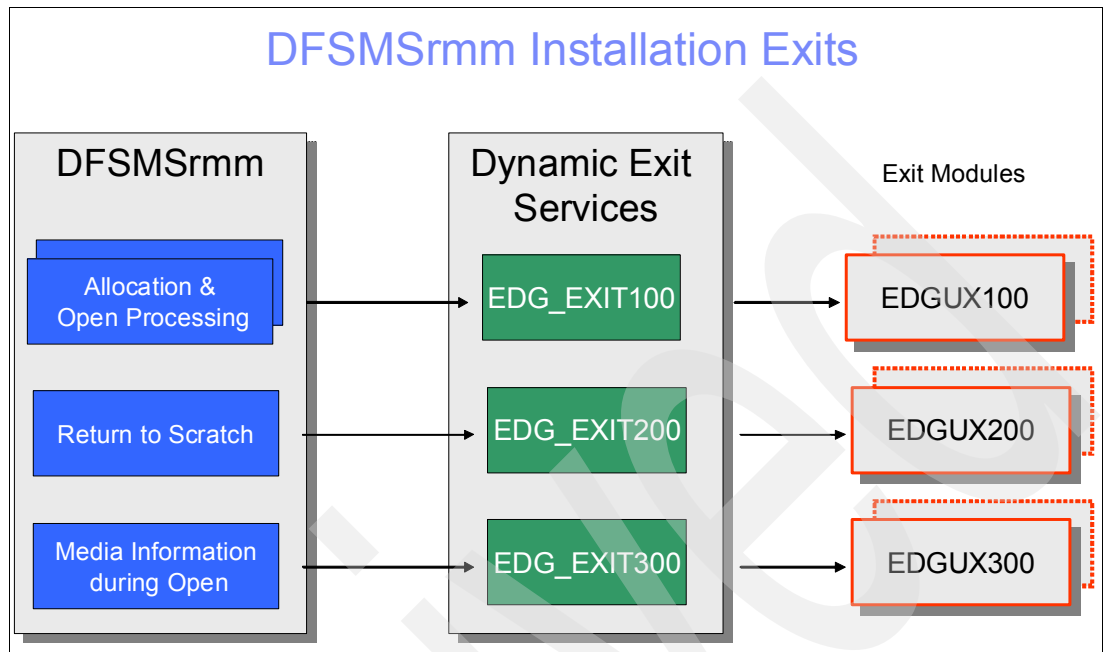 DFSMSrmm Installation Exits
DFSMSrmm
Dynamic Exit
Services
Exit Modules
Allocation &
Open Processing
EDG_EXIT100
EDGUX100
Return to Scratch
EDG_EXIT200
EDGUX200
Media Information
during Open
EDG_EXIT300
EDGUX300